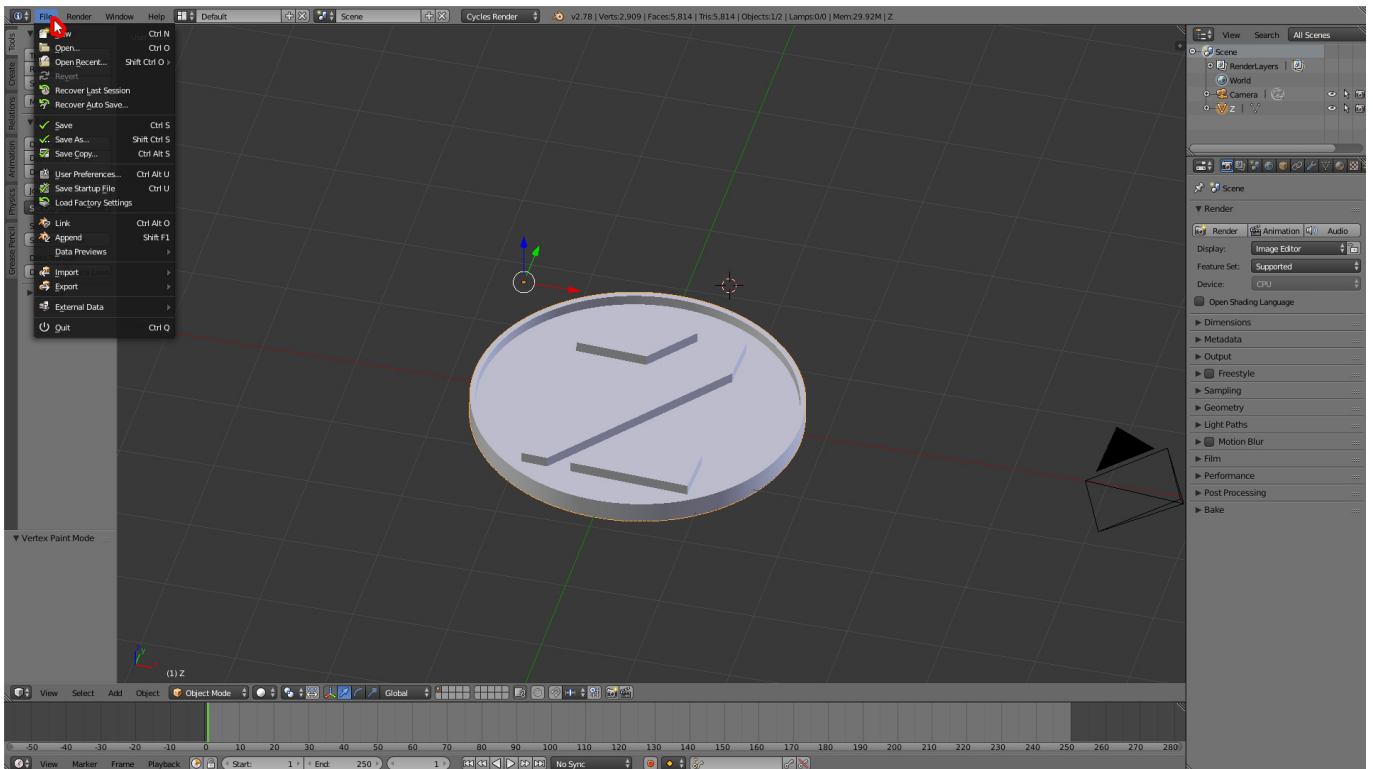 File Render Window Help Default Scene Cycles Render v2.78 | Verts:2,909 | Faces:5,814 | Tris:5,814 | Objects:1/2 | Lamps:0/0 | Mem:29.92M | Z
Ctrl N
Open... Ctrl O
Open Recent... Shift Ctrl O
Revert
Recover Last Session
Recover Auto Save...
Save Ctrl S
Save As... Shift Ctrl S
Save Copy... Ctrl Alt S
User Preferences... Ctrl Alt U
Save Startup File Ctrl U
Load Factory Settings
Link Ctrl Alt O
Append Shift F1
Data Previews
Import
Export
External Data
Quit Ctrl Q
Tools
Create
Relations
Animation
Physics
Grease Pencil
Vertex Paint Mode
(1) Z
View Select Add Object Object Mode Global
View Search All Scenes
Scene
RenderLayers |
World
Camera |
Z |
Scene
Render
Render Animation Audio
Display: Image Editor
Feature Set: Supported
Device: CPU
Open Shading Language
Dimensions
Metadata
Output
Freestyle
Sampling
Geometry
Light Paths
Motion Blur
Film
Performance
Post Processing
Bake
-50 -40 -30 -20 -10 0 10 20 30 40 50 60 70 80 90 100 110 120 130 140 150 160 170 180 190 200 210 220 230 240 250 260 270 280
View Marker Frame Playback Start: 1 End: 250 1 No Sync